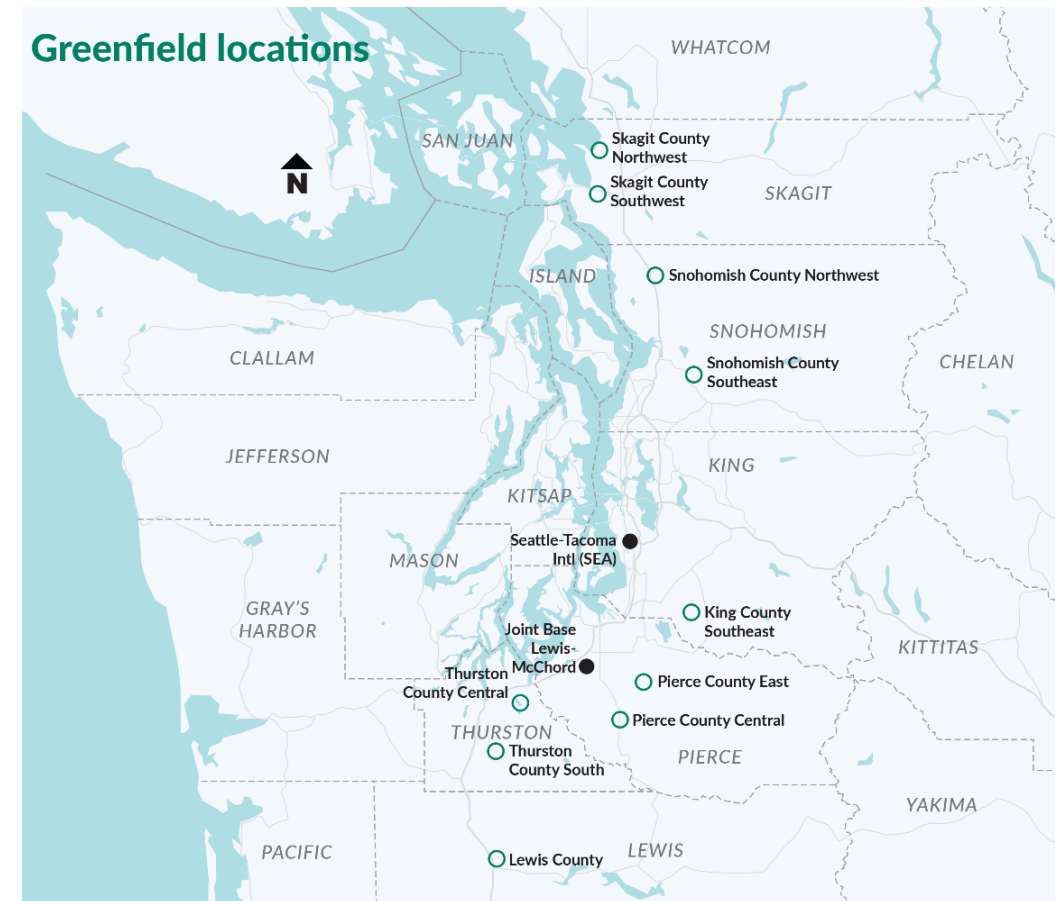 Greenfield locations
WHATCOM
N
SAN JUAN
Skagit County
Northwest
Skagit County
Southwest
SKAGIT
ISLAND
Snohomish County Northwest
SNOHOMISH
CLALLAM
Snohomish County
Southeast
CHELAN
JEFFERSON
KING
KITSAP
Seattle-Tacoma
Intl (SEA)
MASON
GRAY'S
HARBOR
King County
Southeast
Joint Base
Lewis-
McChord
KITTITAS
Thurston
County Central
Pierce County East
Pierce County Central
THURSTON
Thurston
County South
PIERCE
YAKIMA
PACIFIC
Lewis County
LEWIS